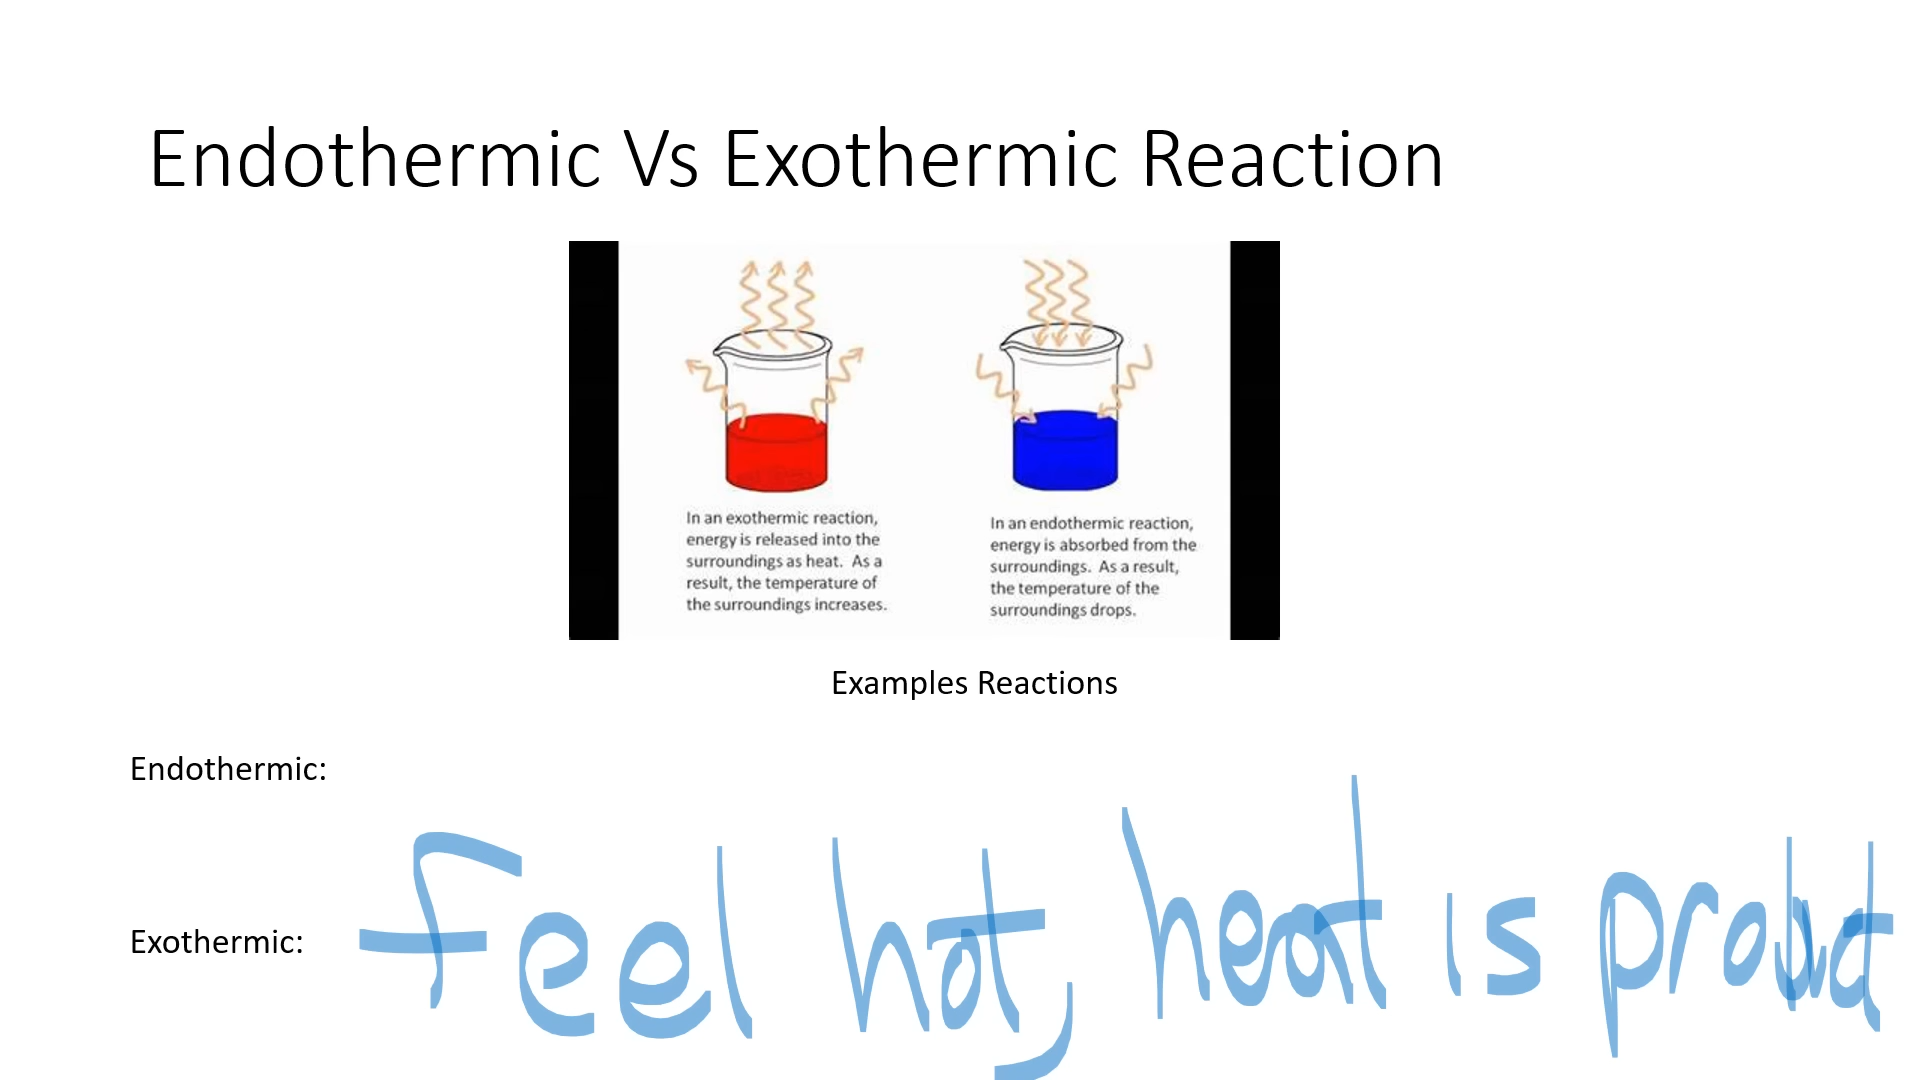 Endothermic Vs Exothermic Reaction
In an exothermic reaction,
energy is released into the
surroundings as heat. As a
result, the temperature of
the surroundings increases.
In an endothermic reaction,
energy is absorbed from the
surroundings. As a result,
the temperature of the
surroundings drops.
Examples Reactions
Endothermic:
Exothermic: feel hot, heat is product